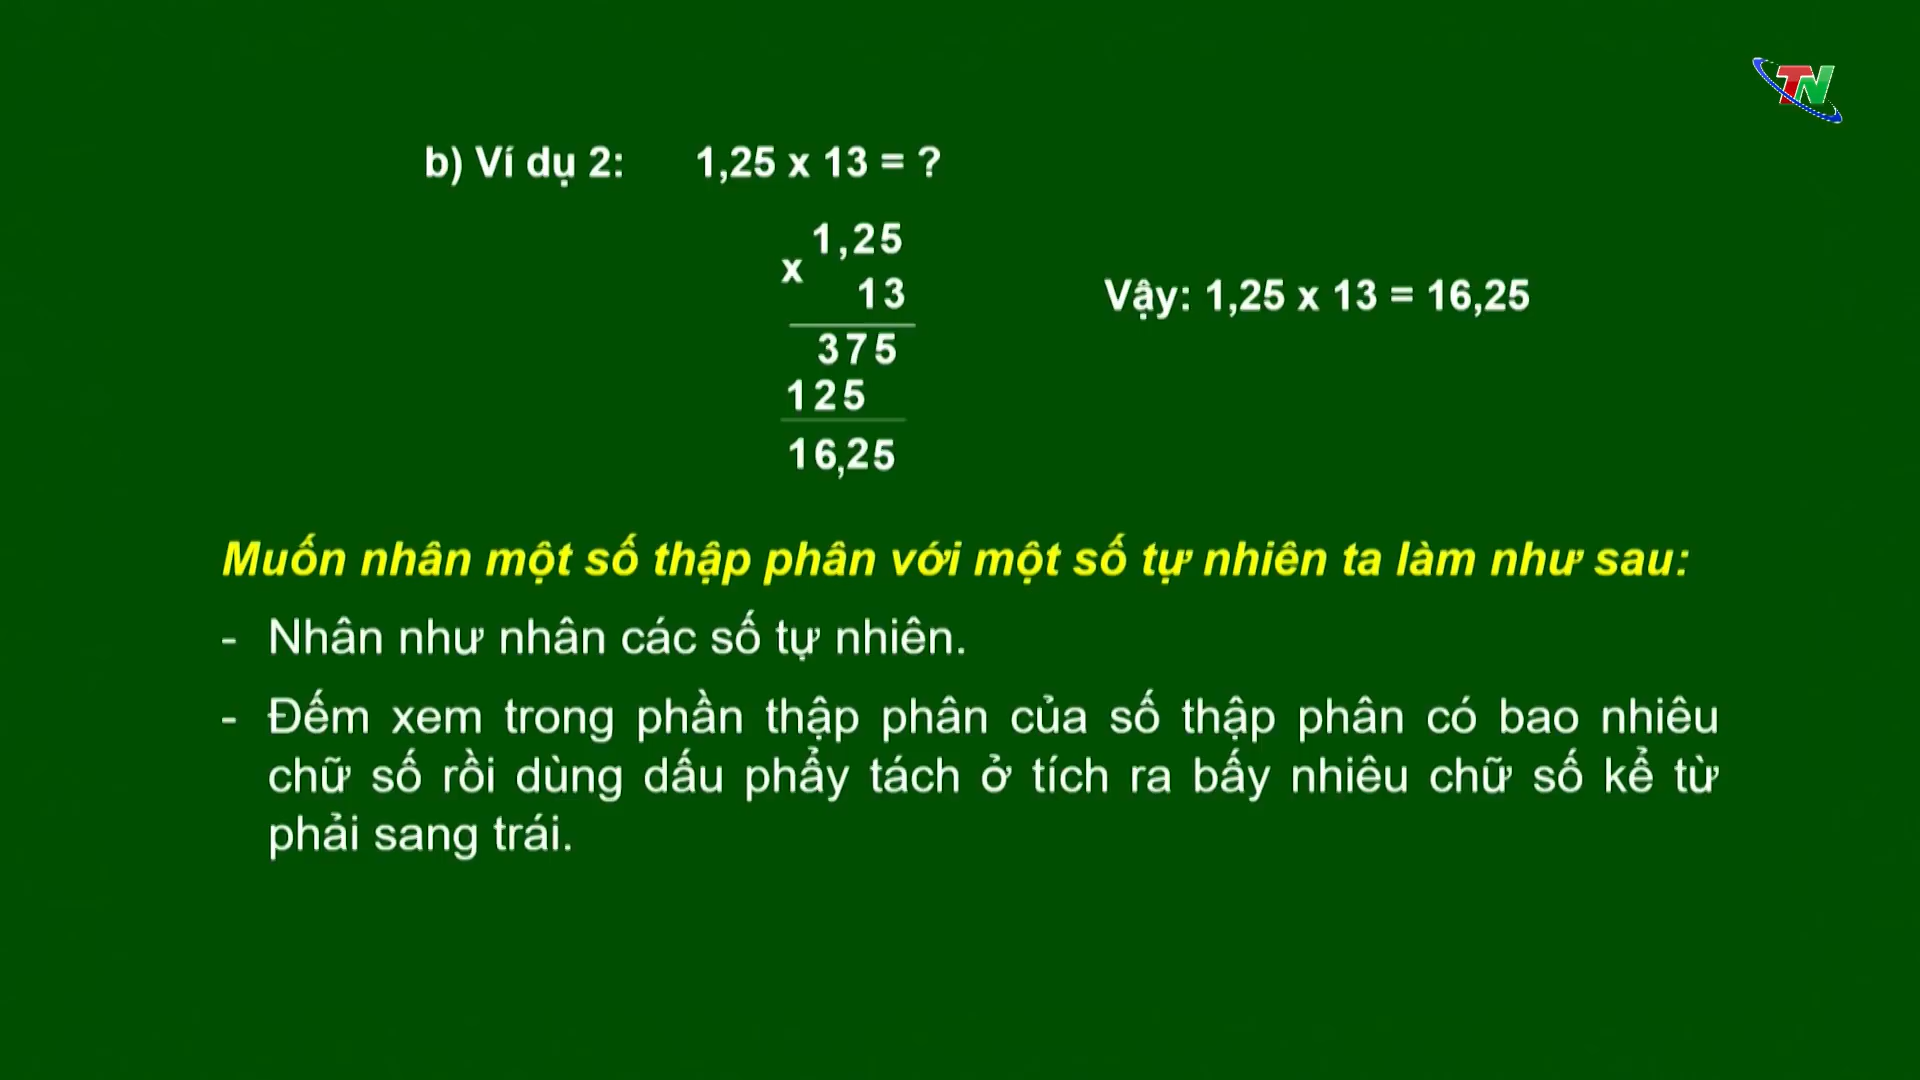 TN
b) Ví dụ 2: 1,25 x 13 = ?
1,25
x
13
Vậy: 1,25 x 13 = 16,25
375
125
16,25
Muốn nhân một số thập phân với một số tự nhiên ta làm như sau:
- Nhân như nhân các số tự nhiên.
- Đếm xem trong phần thập phân của số thập phân có bao nhiêu
chữ số rồi dùng dấu phẩy tách ở tích ra bấy nhiêu chữ số kể từ
phải sang trái.